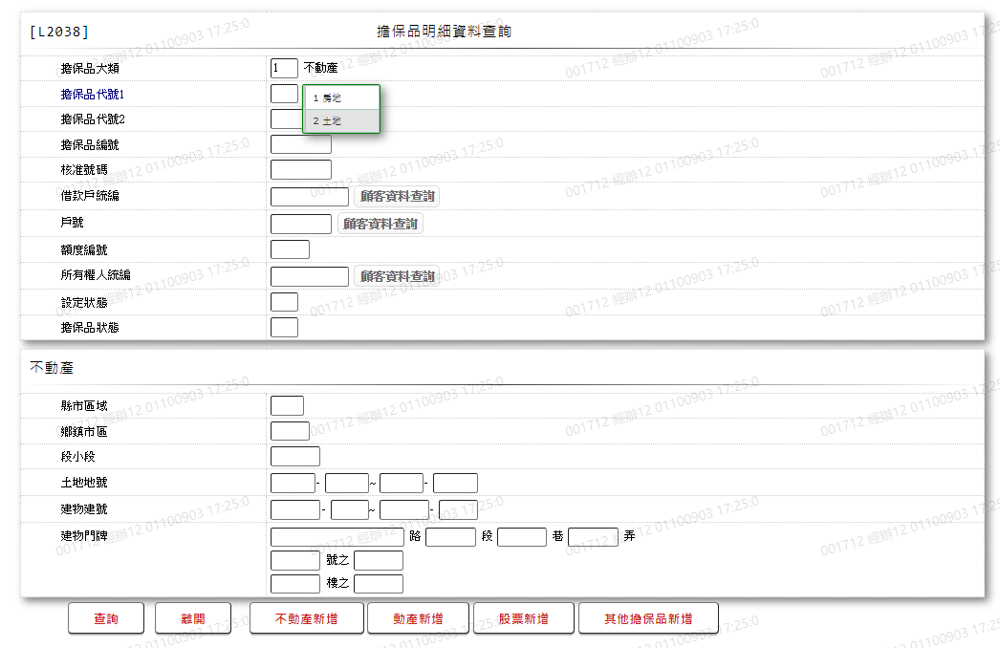 [L2038] 擔保品明細資料查詢
擔保品大類 1 不動產
擔保品代號1
1 房地
2 土地
擔保品代號2
擔保品編號
核准號碼
借款戶統編 顧客資料查詢
戶號 顧客資料查詢
額度編號
所有權人統編 顧客資料查詢
設定狀態
擔保品狀態
不動產
縣市區域
鄉鎮市區
段小段
土地地號 - ~ -
建物建號 - ~ -
建物門牌 路 段 巷 弄
號之
樓之
查詢 離開 不動產新增 動產新增 股票新增 其他擔保品新增
001712 經辦12 01100903 17:25:0